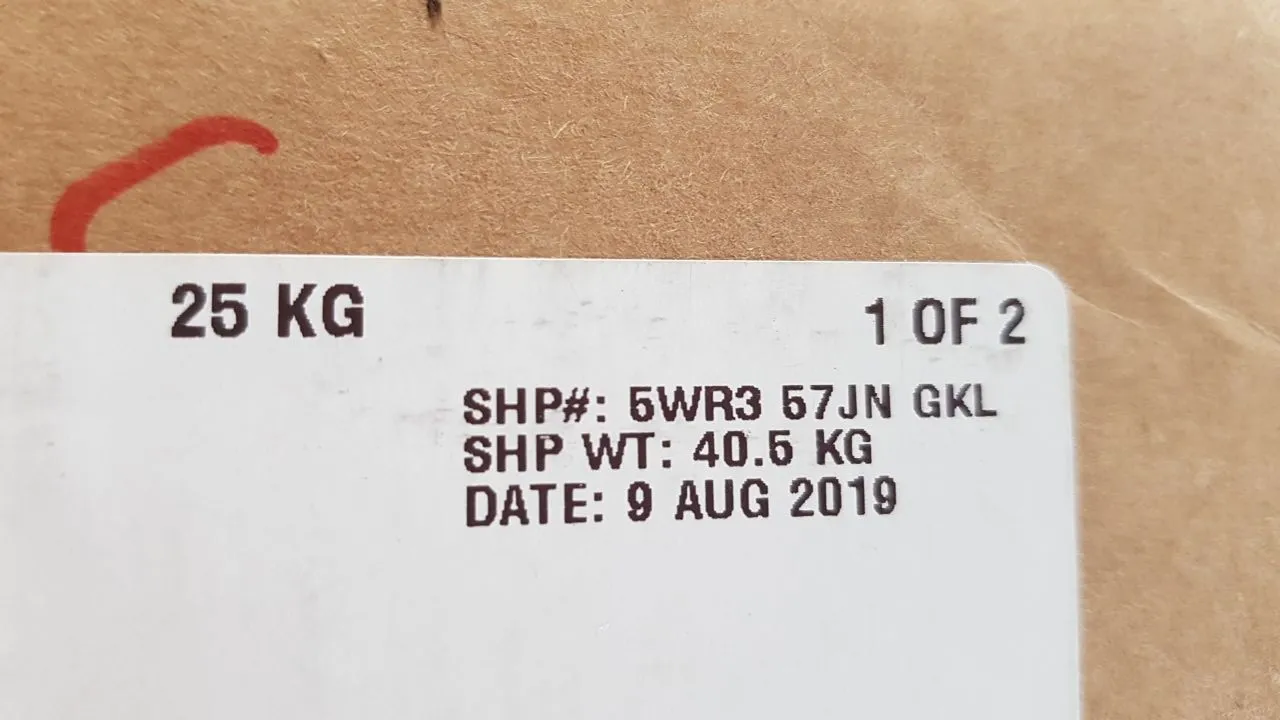 25 KG
1 OF 2
SHP#: 5WR3 57JN GKL
SHP WT: 40.5 KG
DATE: 9 AUG 2019